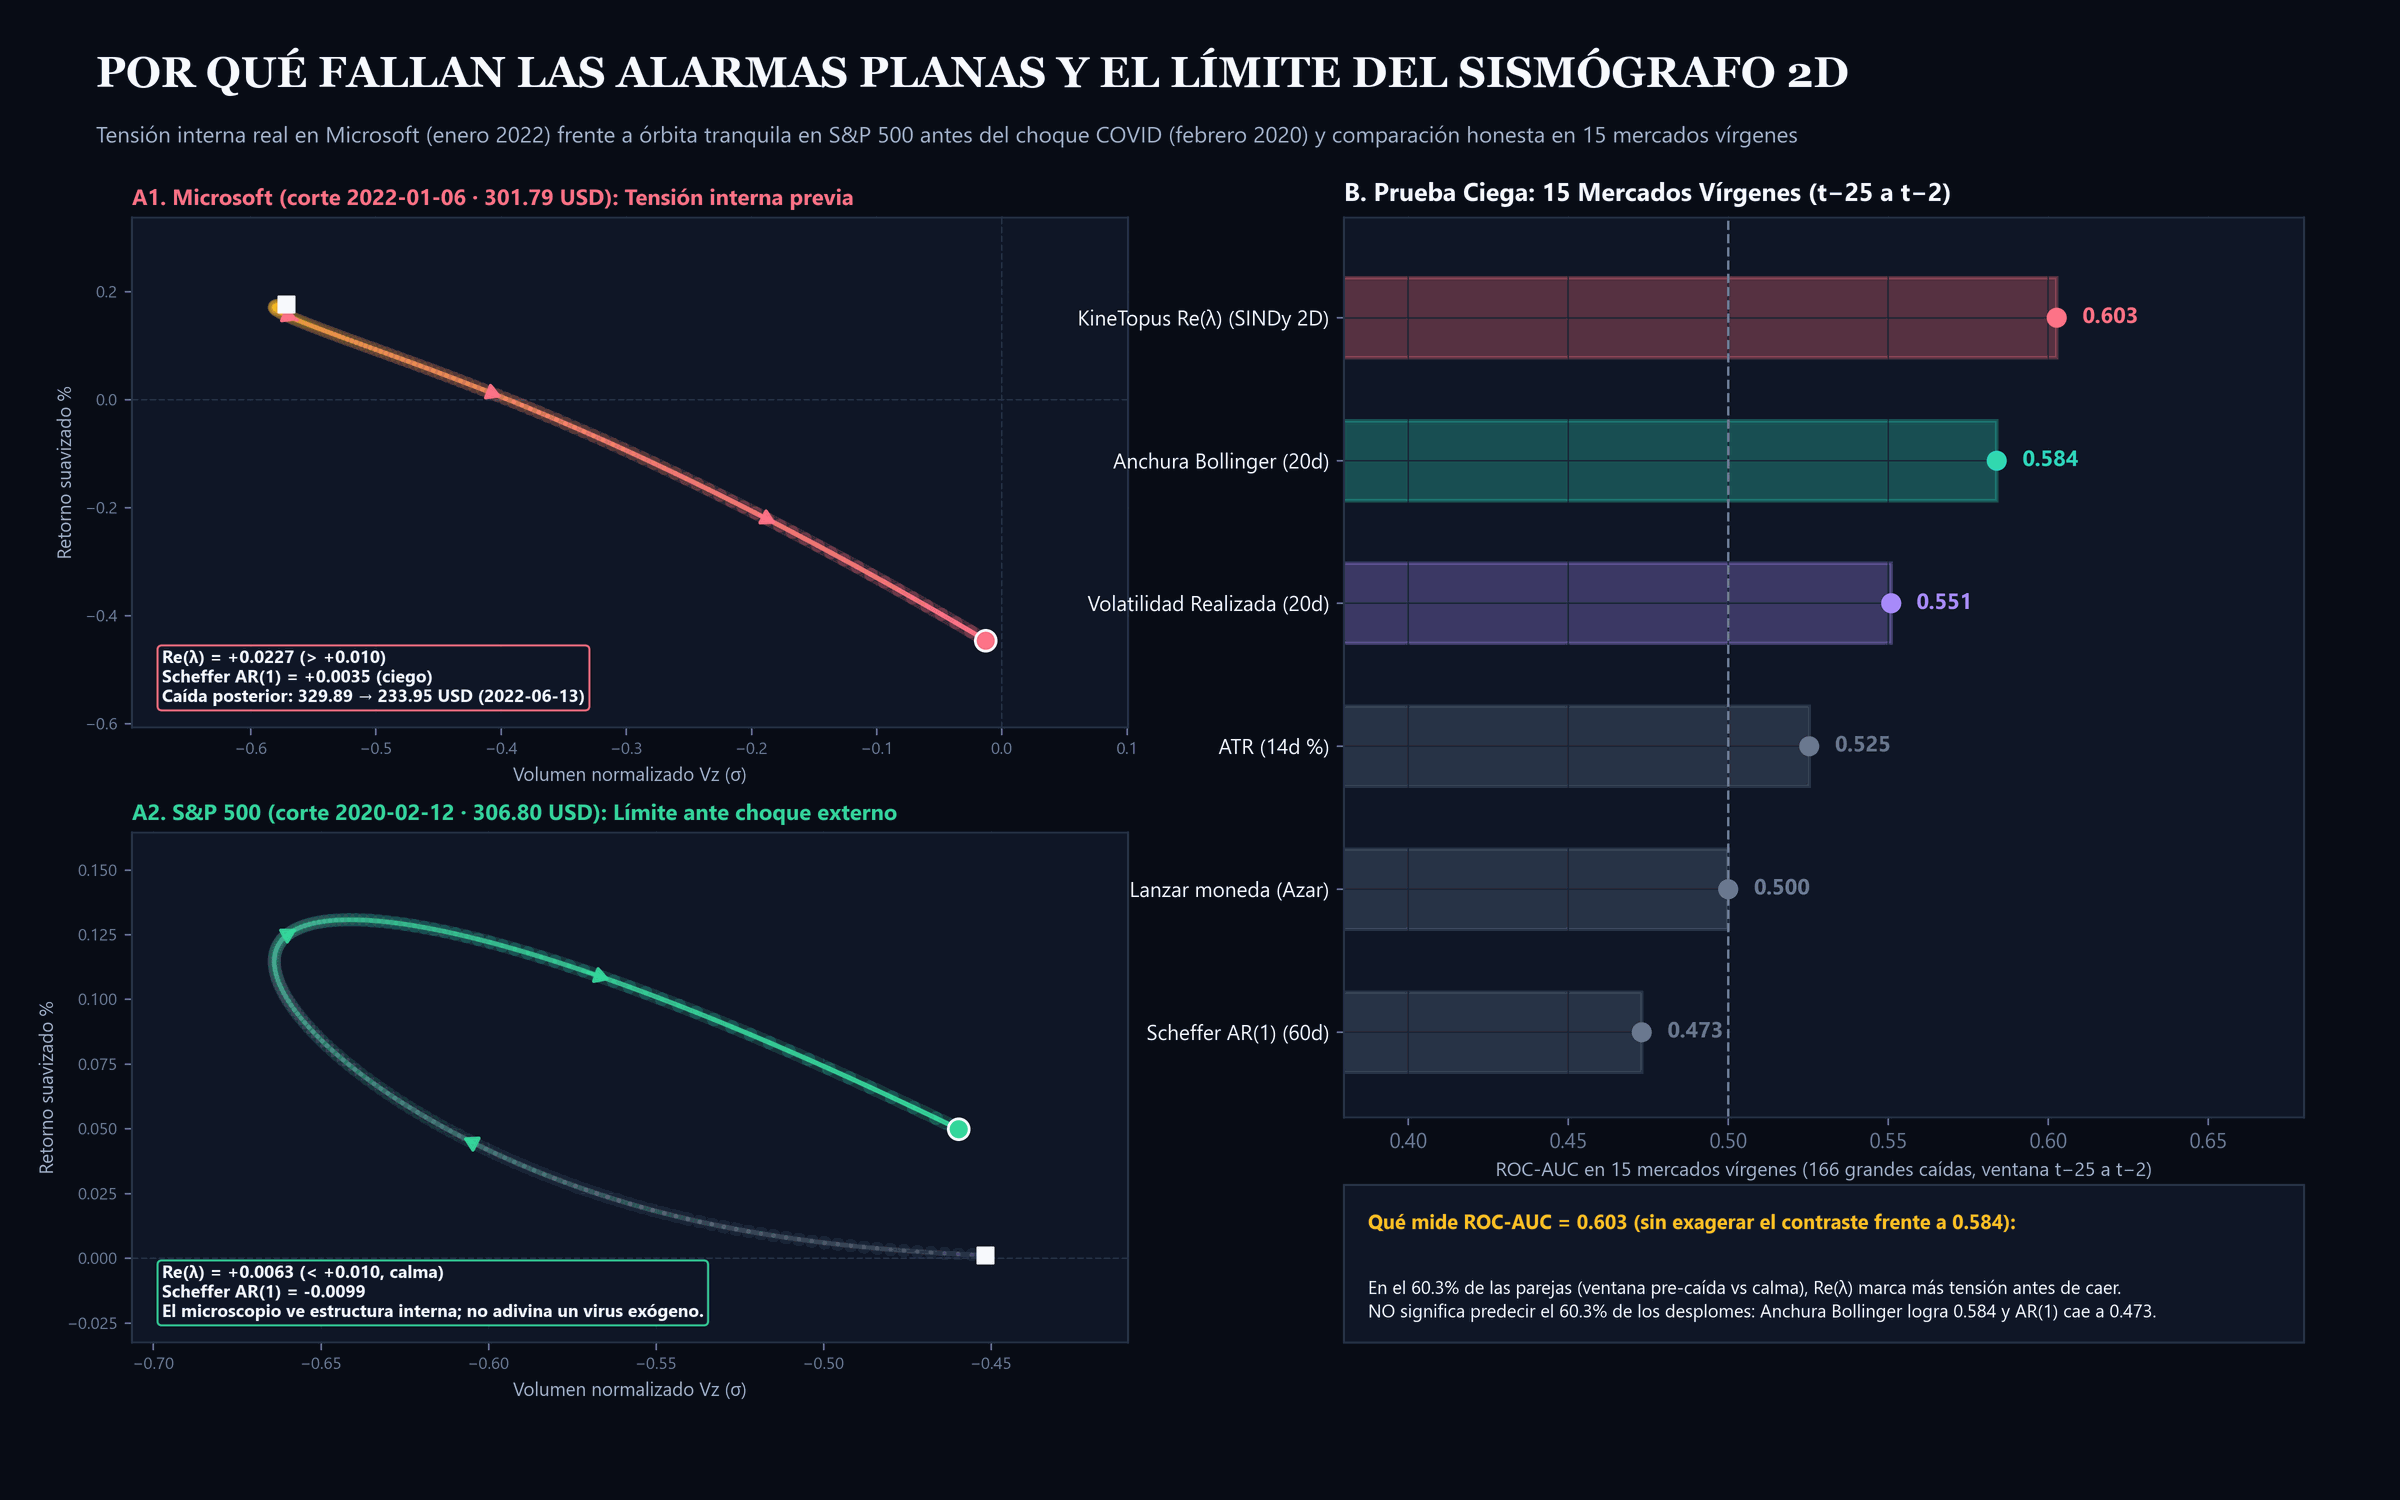 POR QUÉ FALLAN LAS ALARMAS PLANAS Y EL LÍMITE DEL SISMÓGRAFO 2D
Tensión interna real en Microsoft (enero 2022) frente a órbita tranquila en S&P 500 antes del choque COVID (febrero 2020) y comparación honesta en 15 mercados vírgenes
A1. Microsoft (corte 2022-01-06 · 301.79 USD): Tensión interna previa
Retorno suavizado %
0.2
0.0
−0.2
−0.4
−0.6
Re(λ) = +0.0227 (> +0.010)
Scheffer AR(1) = +0.0035 (ciego)
Caída posterior: 329.89 → 233.95 USD (2022-06-13)
−0.6
−0.5
−0.4
−0.3
−0.2
−0.1
0.0
0.1
Volumen normalizado Vz (σ)
A2. S&P 500 (corte 2020-02-12 · 306.80 USD): Límite ante choque externo
Retorno suavizado %
0.150
0.125
0.100
0.075
0.050
0.025
0.000
−0.025
Re(λ) = +0.0063 (< +0.010, calma)
Scheffer AR(1) = -0.0099
El microscopio ve estructura interna; no adivina un virus exógeno.
−0.70
−0.65
−0.60
−0.55
−0.50
−0.45
Volumen normalizado Vz (σ)
B. Prueba Ciega: 15 Mercados Vírgenes (t−25 a t−2)
KineTopus Re(λ) (SINDy 2D)
0.603
Anchura Bollinger (20d)
0.584
Volatilidad Realizada (20d)
0.551
ATR (14d %)
0.525
Lanzar moneda (Azar)
0.500
Scheffer AR(1) (60d)
0.473
0.40
0.45
0.50
0.55
0.60
0.65
ROC-AUC en 15 mercados vírgenes (166 grandes caídas, ventana t−25 a t−2)
Qué mide ROC-AUC = 0.603 (sin exagerar el contraste frente a 0.584):
En el 60.3% de las parejas (ventana pre-caída vs calma), Re(λ) marca más tensión antes de caer.
NO significa predecir el 60.3% de los desplomes: Anchura Bollinger logra 0.584 y AR(1) cae a 0.473.